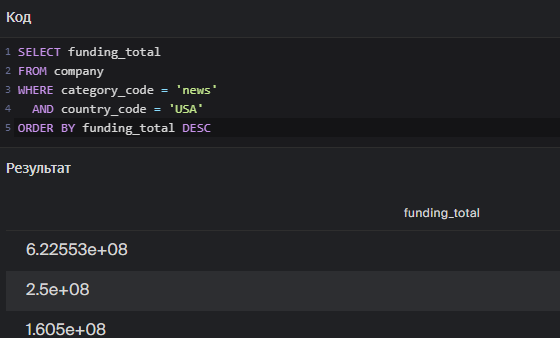 Код
1 SELECT funding_total
2 FROM company
3 WHERE category_code = 'news'
4   AND country_code = 'USA'
5 ORDER BY funding_total DESC
Результат
funding_total
6.22553e+08
2.5e+08
1.605e+08